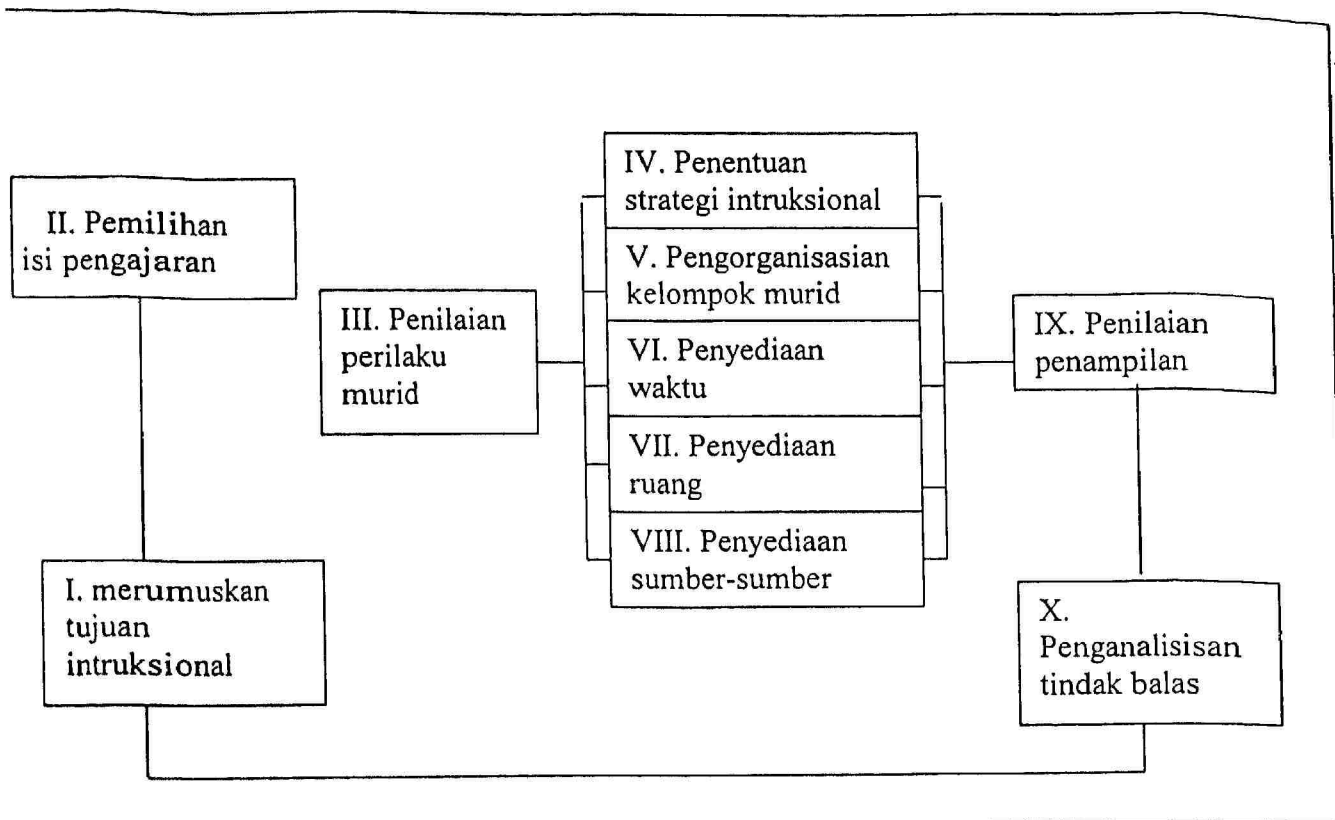 I. merumuskan
tujuan
intruksional
II. Pemilihan
isi pengajaran
III. Penilaian
perilaku
murid
IV. Penentuan
strategi intruksional
V. Pengorganisasian
kelompok murid
VI. Penyediaan
waktu
VII. Penyediaan
ruang
VIII. Penyediaan
sumber-sumber
IX. Penilaian
penampilan
X.
Penganalisisan
tindak balas